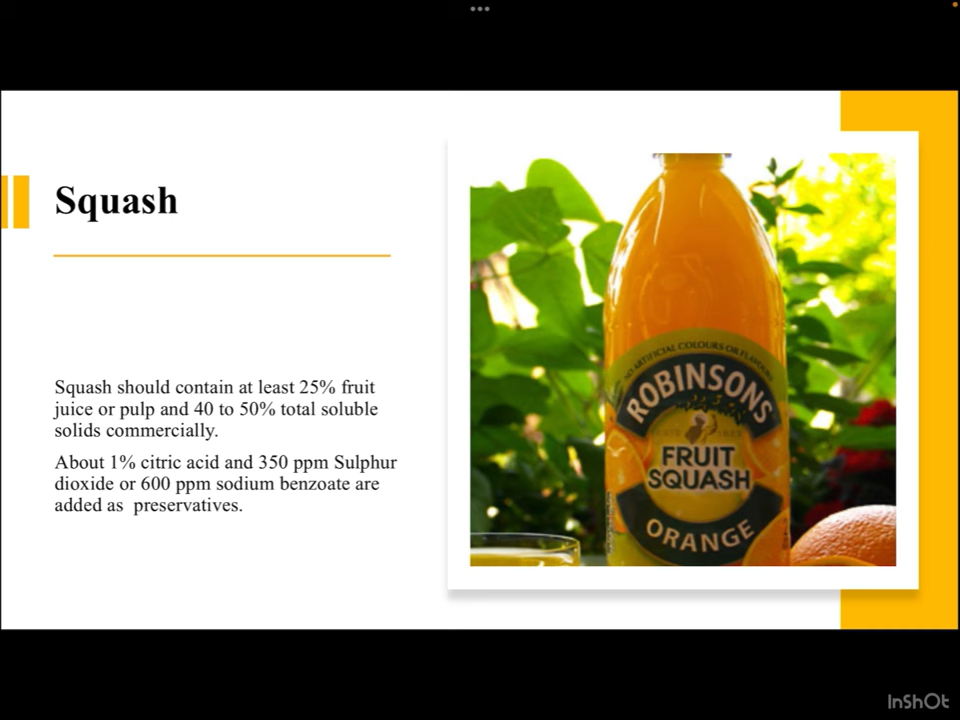 Squash
Squash should contain at least 25% fruit
juice or pulp and 40 to 50% total soluble
solids commercially.
About 1% citric acid and 350 ppm Sulphur
dioxide or 600 ppm sodium benzoate are
added as  preservatives.
NO ARTIFICIAL COLOURS OR FLAVOURS
ROBINSONS
FRUIT
SQUASH
ORANGE
InShOt